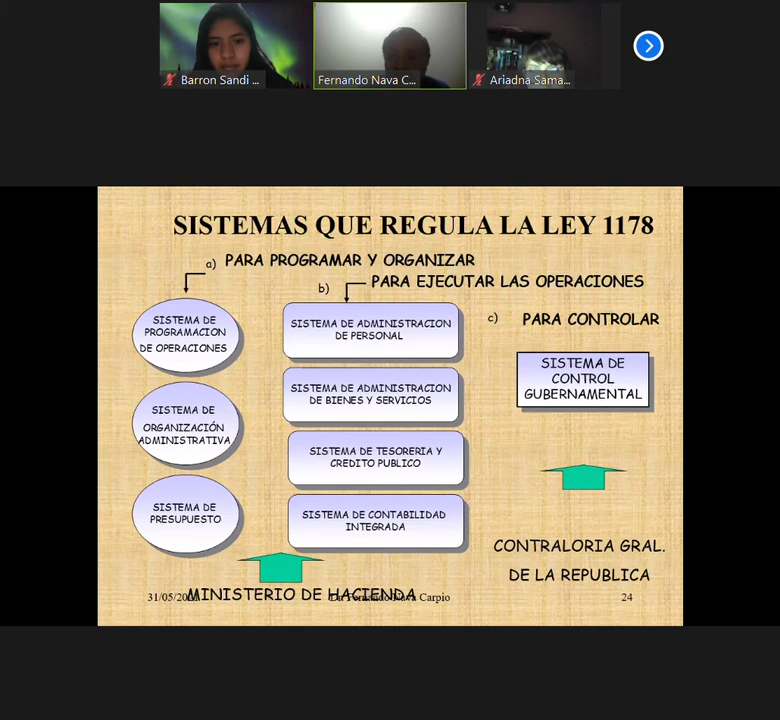 Barron Sandi ...
Fernando Nava C...
Ariadna Sama...
SISTEMAS QUE REGULA LA LEY 1178
a) PARA PROGRAMAR Y ORGANIZAR
b) PARA EJECUTAR LAS OPERACIONES
c) PARA CONTROLAR
SISTEMA DE
PROGRAMACION
DE OPERACIONES
SISTEMA DE
ORGANIZACIÓN
ADMINISTRATIVA
SISTEMA DE
PRESUPUESTO
SISTEMA DE ADMINISTRACION
DE PERSONAL
SISTEMA DE ADMINISTRACION
DE BIENES Y SERVICIOS
SISTEMA DE TESORERIA Y
CREDITO PUBLICO
SISTEMA DE CONTABILIDAD
INTEGRADA
SISTEMA DE
CONTROL
GUBERNAMENTAL
CONTRALORIA GRAL.
DE LA REPUBLICA
MINISTERIO DE HACIENDA
Nava Carpio
24